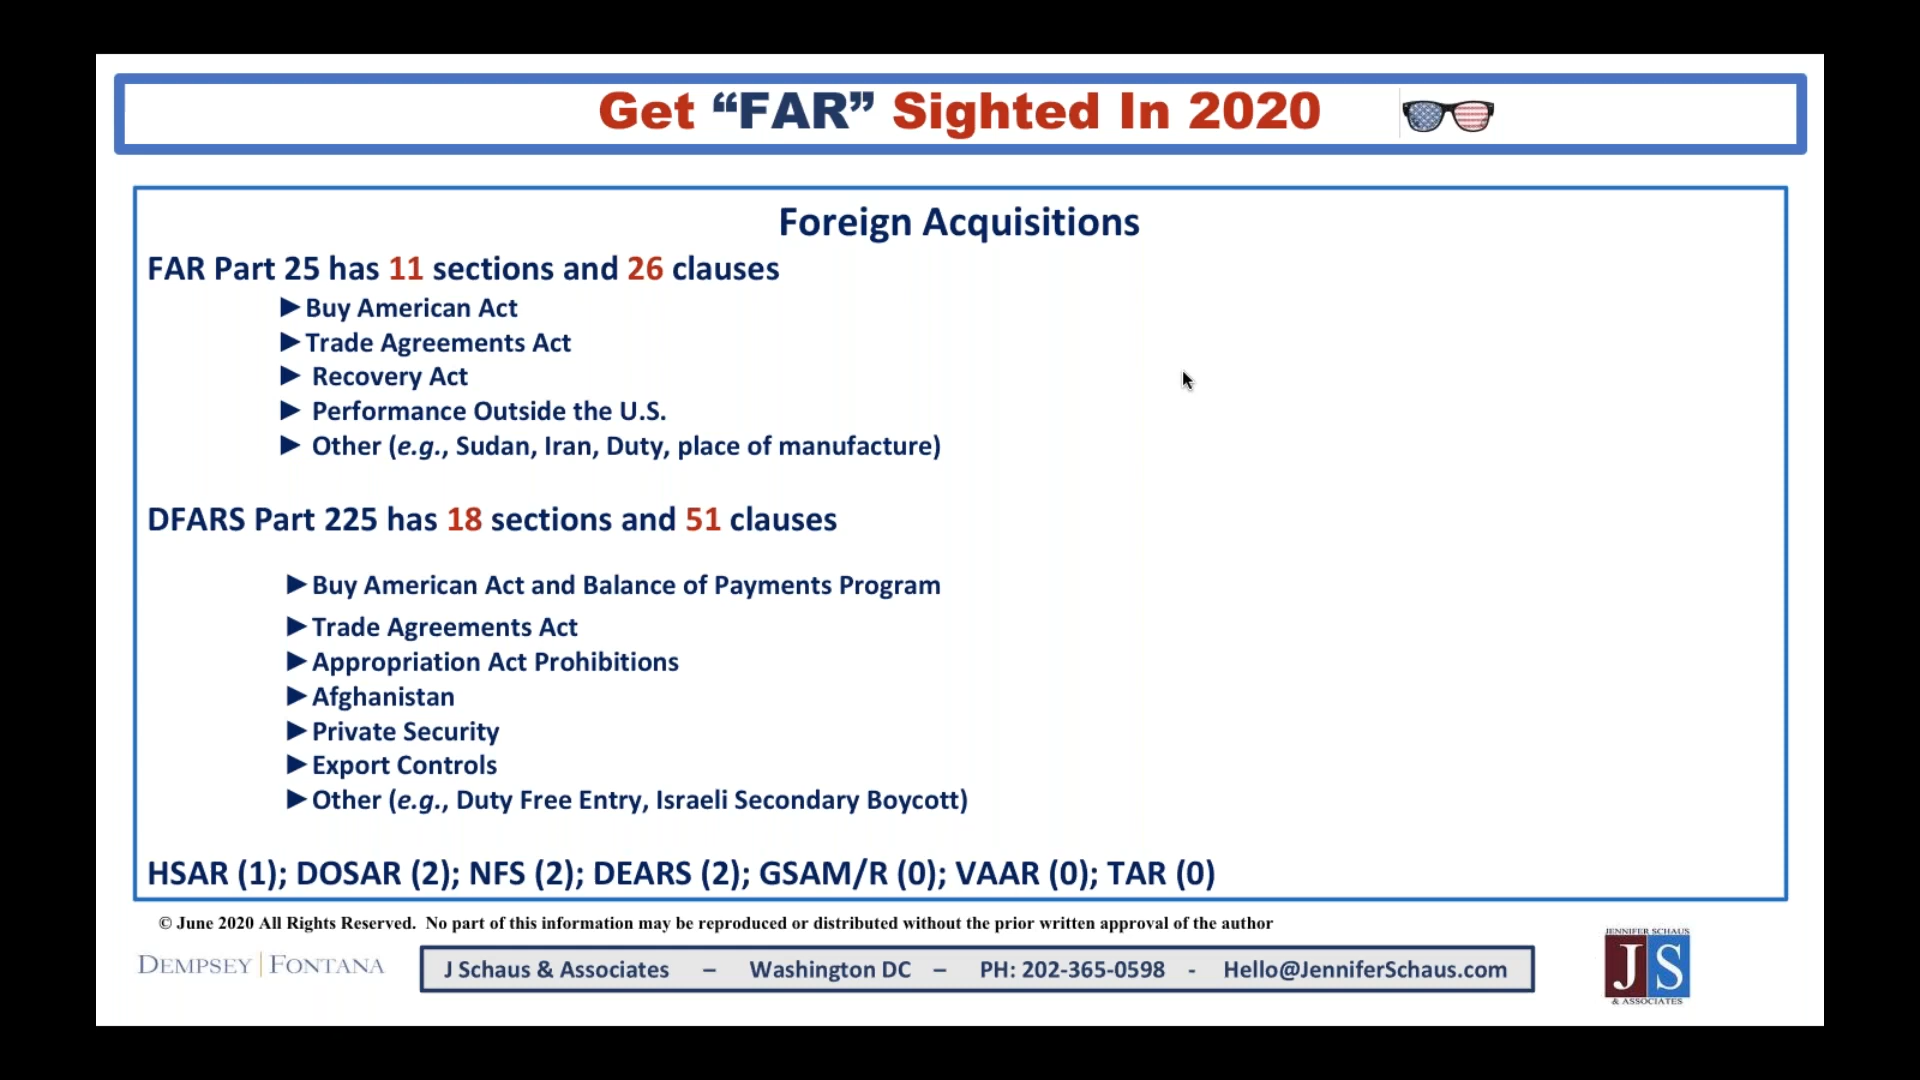 Get “FAR” Sighted In 2020
Foreign Acquisitions
FAR Part 25 has 11 sections and 26 clauses
►Buy American Act
►Trade Agreements Act
► Recovery Act
► Performance Outside the U.S.
► Other (e.g., Sudan, Iran, Duty, place of manufacture)
DFARS Part 225 has 18 sections and 51 clauses
►Buy American Act and Balance of Payments Program
►Trade Agreements Act
►Appropriation Act Prohibitions
►Afghanistan
►Private Security
►Export Controls
►Other (e.g., Duty Free Entry, Israeli Secondary Boycott)
HSAR (1); DOSAR (2); NFS (2); DEARS (2); GSAM/R (0); VAAR (0); TAR (0)
© June 2020 All Rights Reserved. No part of this information may be reproduced or distributed without the prior written approval of the author
DEMPSEY | FONTANA
J Schaus & Associates – Washington DC – PH: 202-365-0598 - Hello@JenniferSchaus.com
JENNIFER SCHAUS
JS
& ASSOCIATES